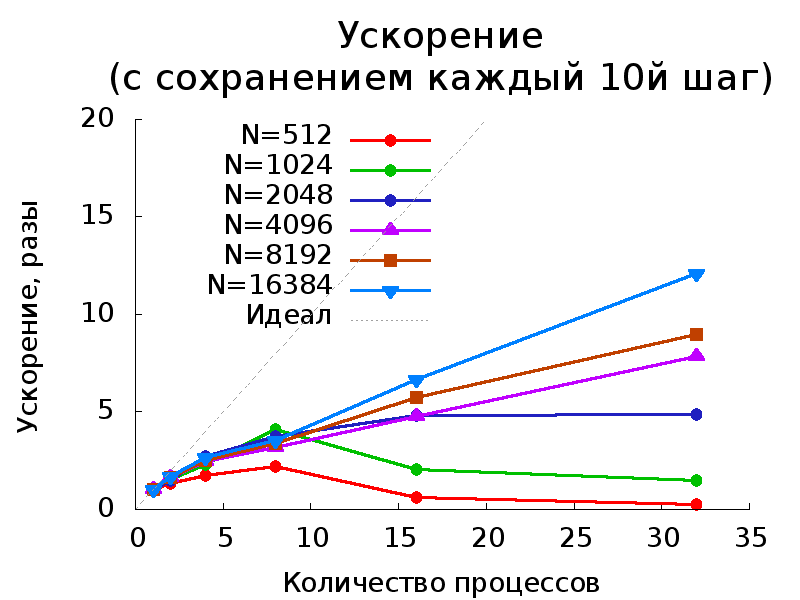 Ускорение
(с сохранением каждый 10й шаг)
20
15
10
5
0
Ускорение, разы
N=512
N=1024
N=2048
N=4096
N=8192
N=16384
Идеал
0 5 10 15 20 25 30 35
Количество процессов